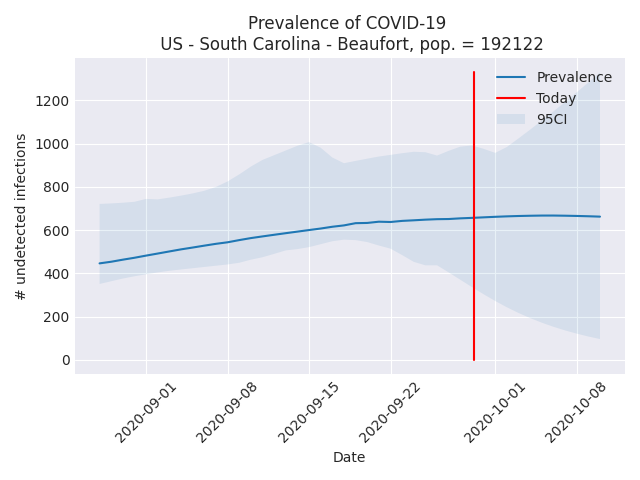 Prevalence of COVID-19
US - South Carolina - Beaufort, pop. = 192122
Prevalence
Today
95CI
1200
1000
800
600
400
200
0
# undetected infections
2020-09-01
2020-09-08
2020-09-15
2020-09-22
2020-10-01
2020-10-08
Date